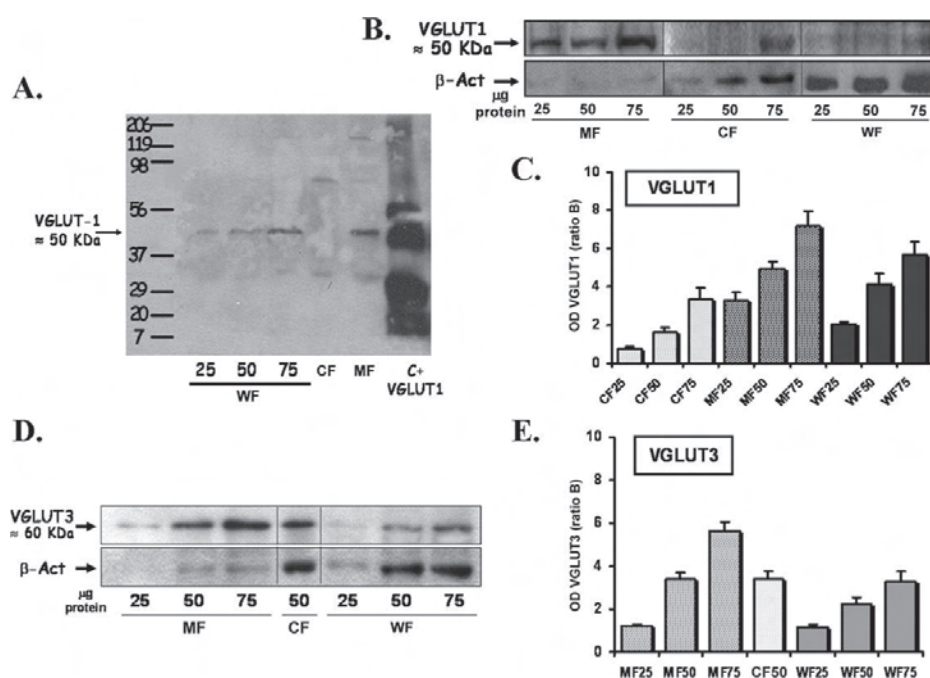 B.
VGLUT1
≈ 50 KDa
β-Act
μg
protein
25 50 75 25 50 75 25 50 75
MF CF WF
A.
206
119
98
56
37
29
20
7
VGLUT-1
≈ 50 KDa
25 50 75 CF MF C+
WF VGLUT1
C.
VGLUT1
OD VGLUT1 (ratio B)
10
8
6
4
2
0
CF25 CF50 CF75 MF25 MF50 MF75 WF25 WF50 WF75
D.
VGLUT3
≈ 60 KDa
β-Act
μg
protein
25 50 75 50 25 50 75
MF CF WF
E.
VGLUT3
OD VGLUT3 (ratio B)
10
8
6
4
2
0
MF25 MF50 MF75 CF50 WF25 WF50 WF75